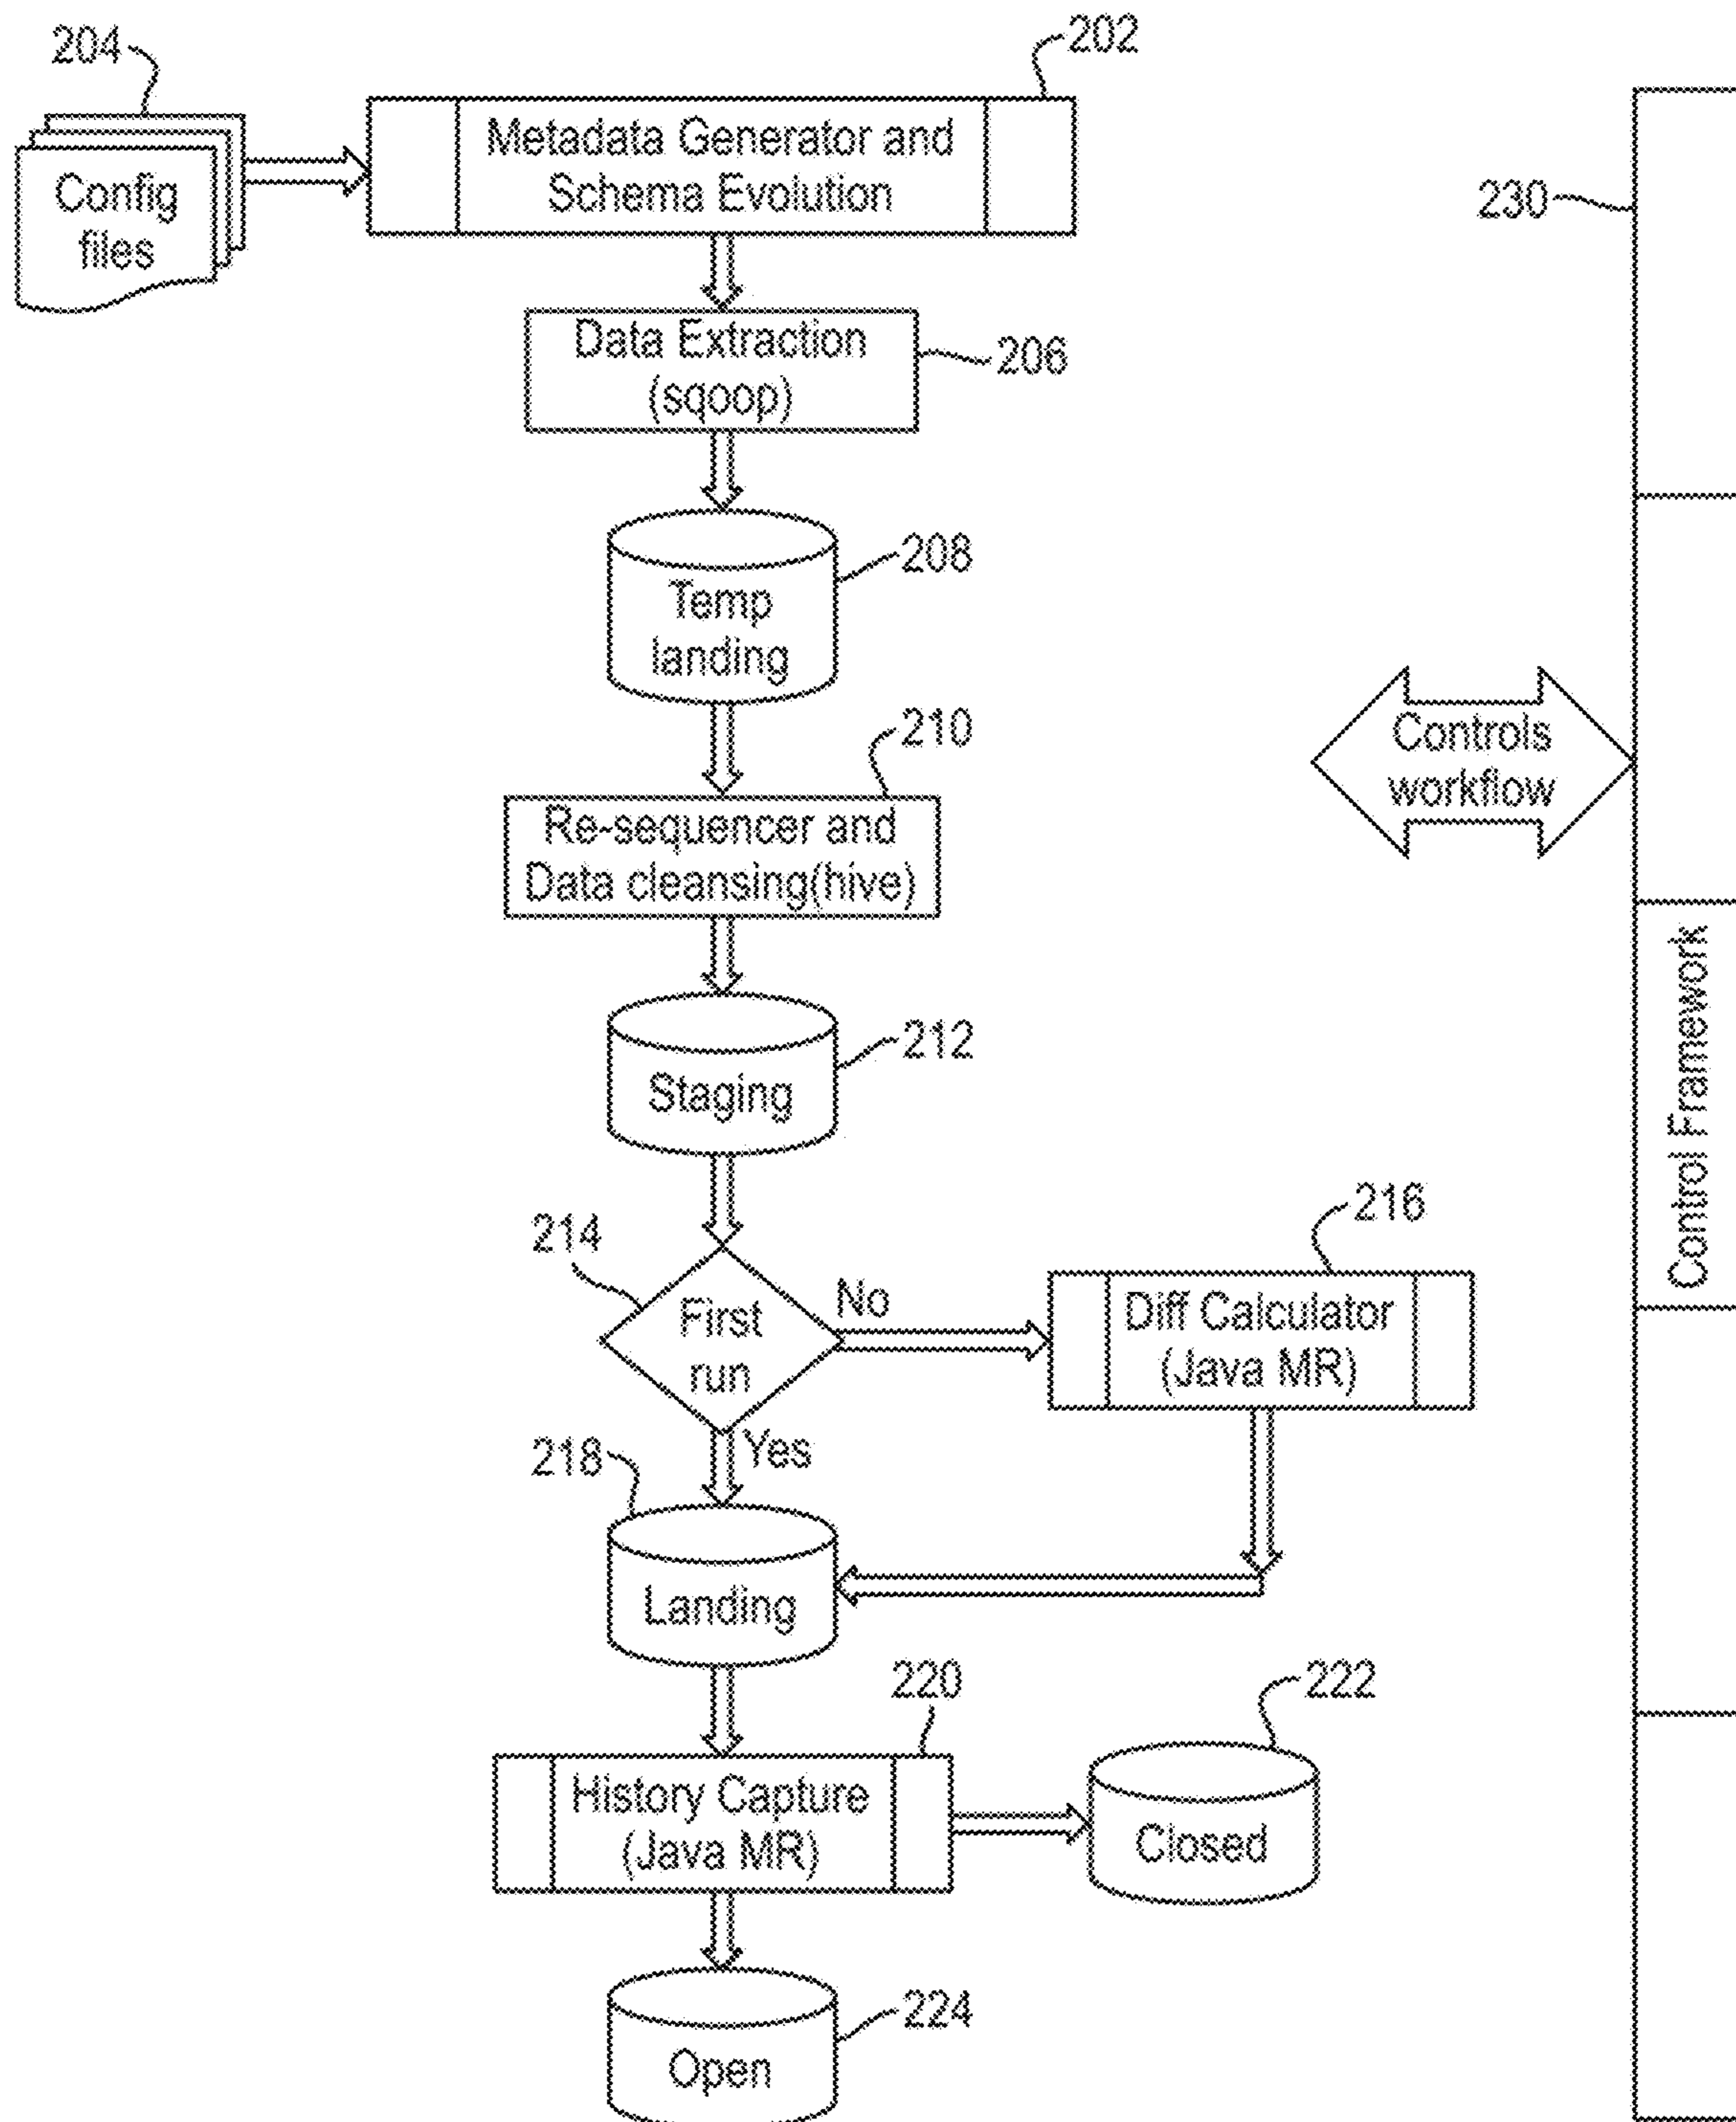 204
202
Config
files
Metadata Generator and
Schema Evolution
230
Data Extraction
(sqoop)
206
208
Temp
landing
210
Controls
workflow
Re-sequencer and
Data cleansing(hive)
Control Framework
212
Staging
214
216
First
run
No
Diff Calculator
(Java MR)
Yes
218
Landing
220
222
History Capture
(Java MR)
Closed
224
Open